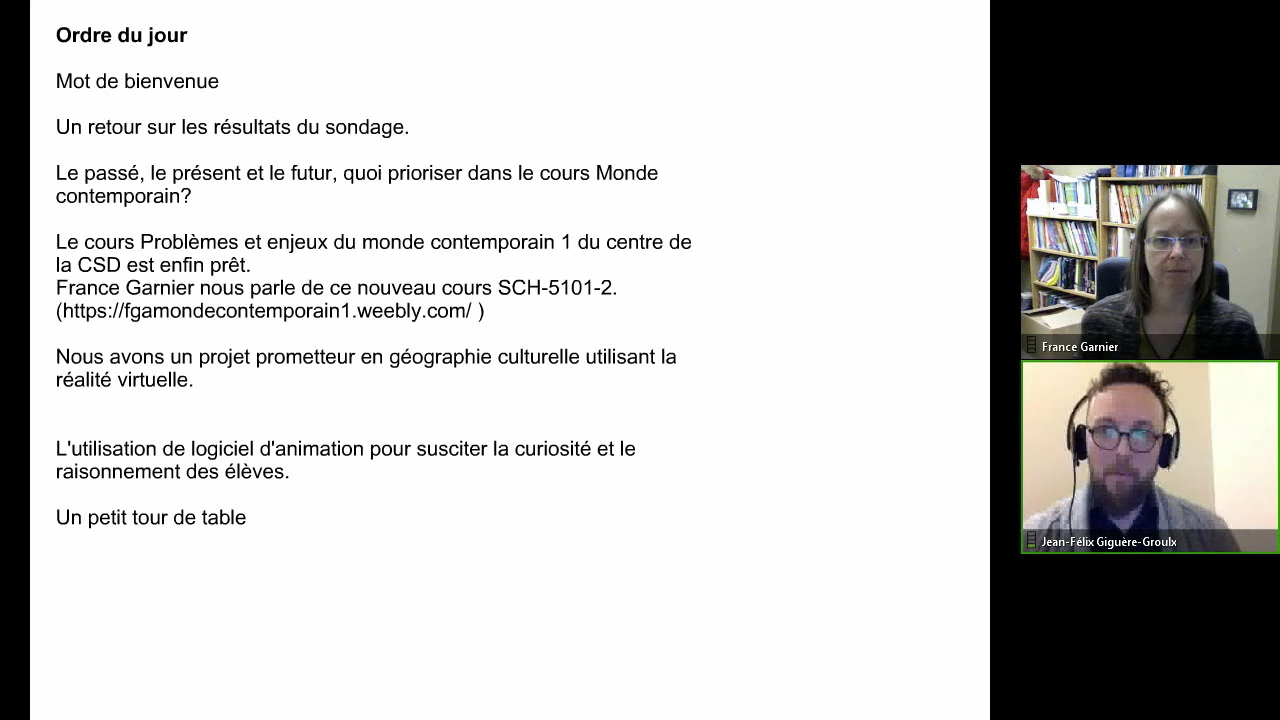 Ordre du jour
Mot de bienvenue
Un retour sur les résultats du sondage.
Le passé, le présent et le futur, quoi prioriser dans le cours Monde
contemporain?
Le cours Problèmes et enjeux du monde contemporain 1 du centre de
la CSD est enfin prêt.
France Garnier nous parle de ce nouveau cours SCH-5101-2.
(https://fgamondecontemporain1.weebly.com/ )
Nous avons un projet prometteur en géographie culturelle utilisant la
réalité virtuelle.
L'utilisation de logiciel d'animation pour susciter la curiosité et le
raisonnement des élèves.
Un petit tour de table
France Garnier
Jean-Félix Giguère-Groulx